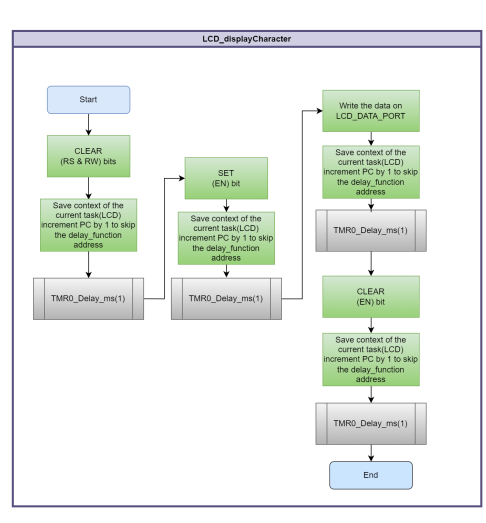 LCD_displayCharacter
Start
CLEAR
(RS & RW) bits
Save context of the
current task(LCD)
increment PC by 1 to skip
the delay_function
address
TMR0_Delay_ms(1)
SET
(EN) bit
Save context of the
current task(LCD)
increment PC by 1 to skip
the delay_function
address
TMR0_Delay_ms(1)
Write the data on
LCD_DATA_PORT
Save context of the
current task(LCD)
increment PC by 1 to skip
the delay_function
address
TMR0_Delay_ms(1)
CLEAR
(EN) bit
Save context of the
current task(LCD)
increment PC by 1 to skip
the delay_function
address
TMR0_Delay_ms(1)
End